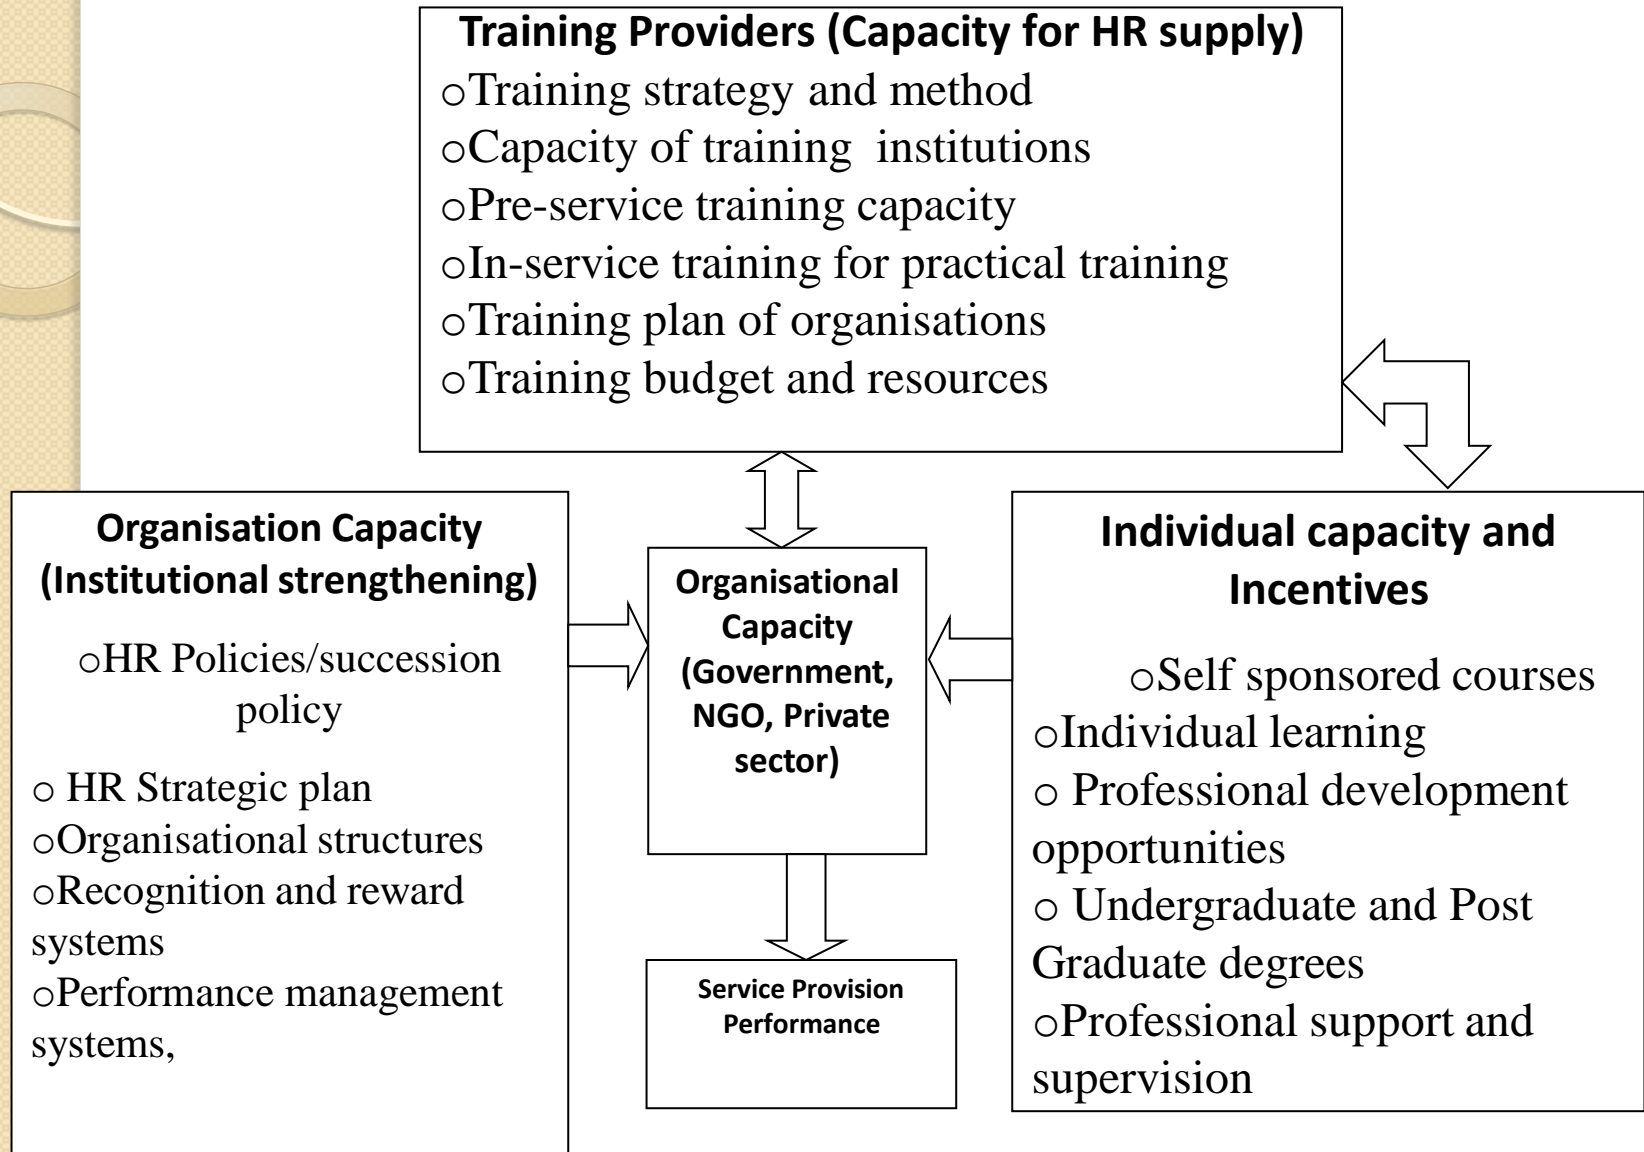 Training Providers (Capacity for HR supply)
oTraining strategy and method
oCapacity of training institutions
oPre-service training capacity
oIn-service training for practical training
oTraining plan of organisations
oTraining budget and resources
Organisation Capacity
(Institutional strengthening)
oHR Policies/succession
policy
o HR Strategic plan
oOrganisational structures
oRecognition and reward
systems
oPerformance management
systems,
Organisational
Capacity
(Government,
NGO, Private
sector)
Service Provision
Performance
Individual capacity and
Incentives
oSelf sponsored courses
oIndividual learning
o Professional development
opportunities
o Undergraduate and Post
Graduate degrees
oProfessional support and
supervision